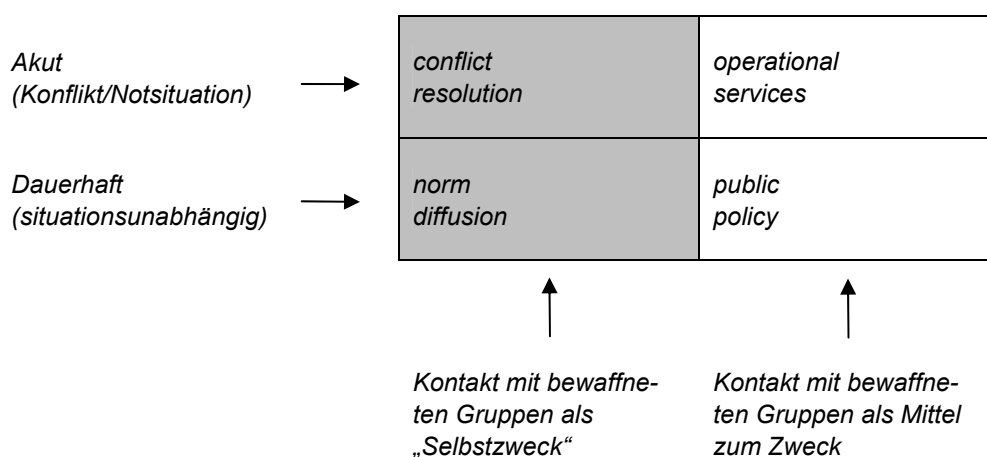 Akut
(Konflikt/Notsituation)
conflict
resolution
operational
services
Dauerhaft
(situationsunabhängig)
norm
diffusion
public
policy
Kontakt mit bewaffne-
ten Gruppen als
„Selbstzweck“
Kontakt mit bewaffne-
ten Gruppen als Mittel
zum Zweck